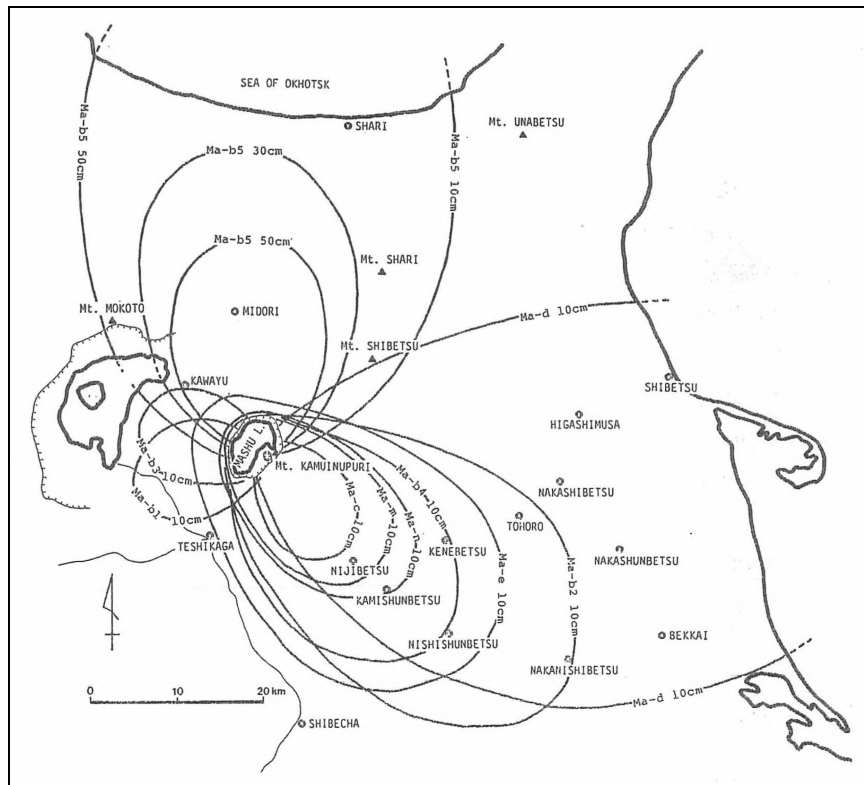 SEA OF OKHOTSK
SHARI
Mt. UNABETSU
Ma-b5 50cm
Ma-b5 30cm
Ma-b5 10cm
Ma-b5 50cm
Mt. SHARI
MIDORI
Mt. MOKOTO
Ma-d 10cm
Mt. SHIBETSU
KAWAYU
SHIBETSU
HIGASHIMUSA
MASHU L.
Mt. KAMUINUPURI
Ma-b3 10cm
Ma-b1 10cm
Ma-c 10cm
Ma-m 10cm
Ma-n 10cm
Ma-b4 10cm
NAKASHIBETSU
TOHORO
TESHIKAGA
KENEBETSU
NAKASHUNBETSU
NIJIBETSU
Ma-e 10cm
Ma-b2 10cm
KAMISHUNBETSU
NISHISHUNBETSU
BEKKAI
NAKANISHIBETSU
Ma-d 10cm
0 10 20 km
SHIBECHA